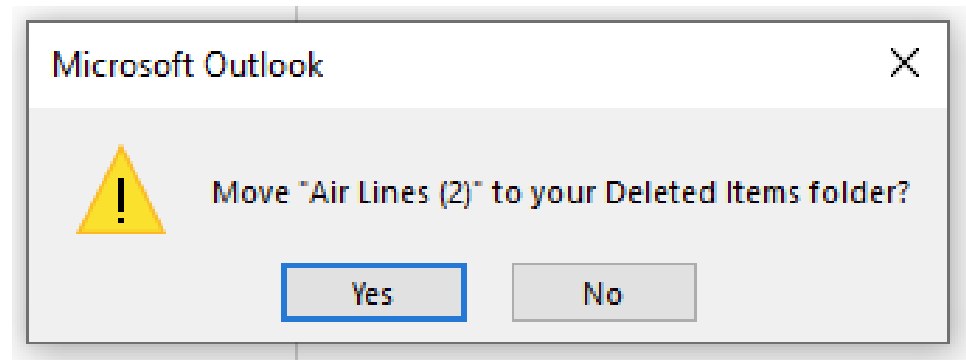 Microsoft Outlook
Move "Air Lines (2)" to your Deleted Items folder?
Yes
No